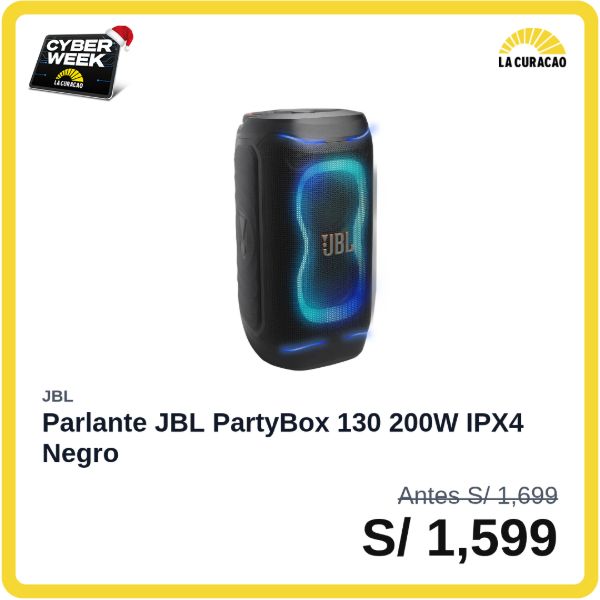 CYBER
WEEK
LA CURACAO
LA CURACAO
JBL
JBL
Parlante JBL PartyBox 130 200W IPX4
Negro
Antes S/ 1,699
S/ 1,599